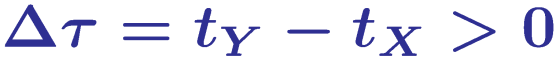 Δτ = t_Y − t_X > 0